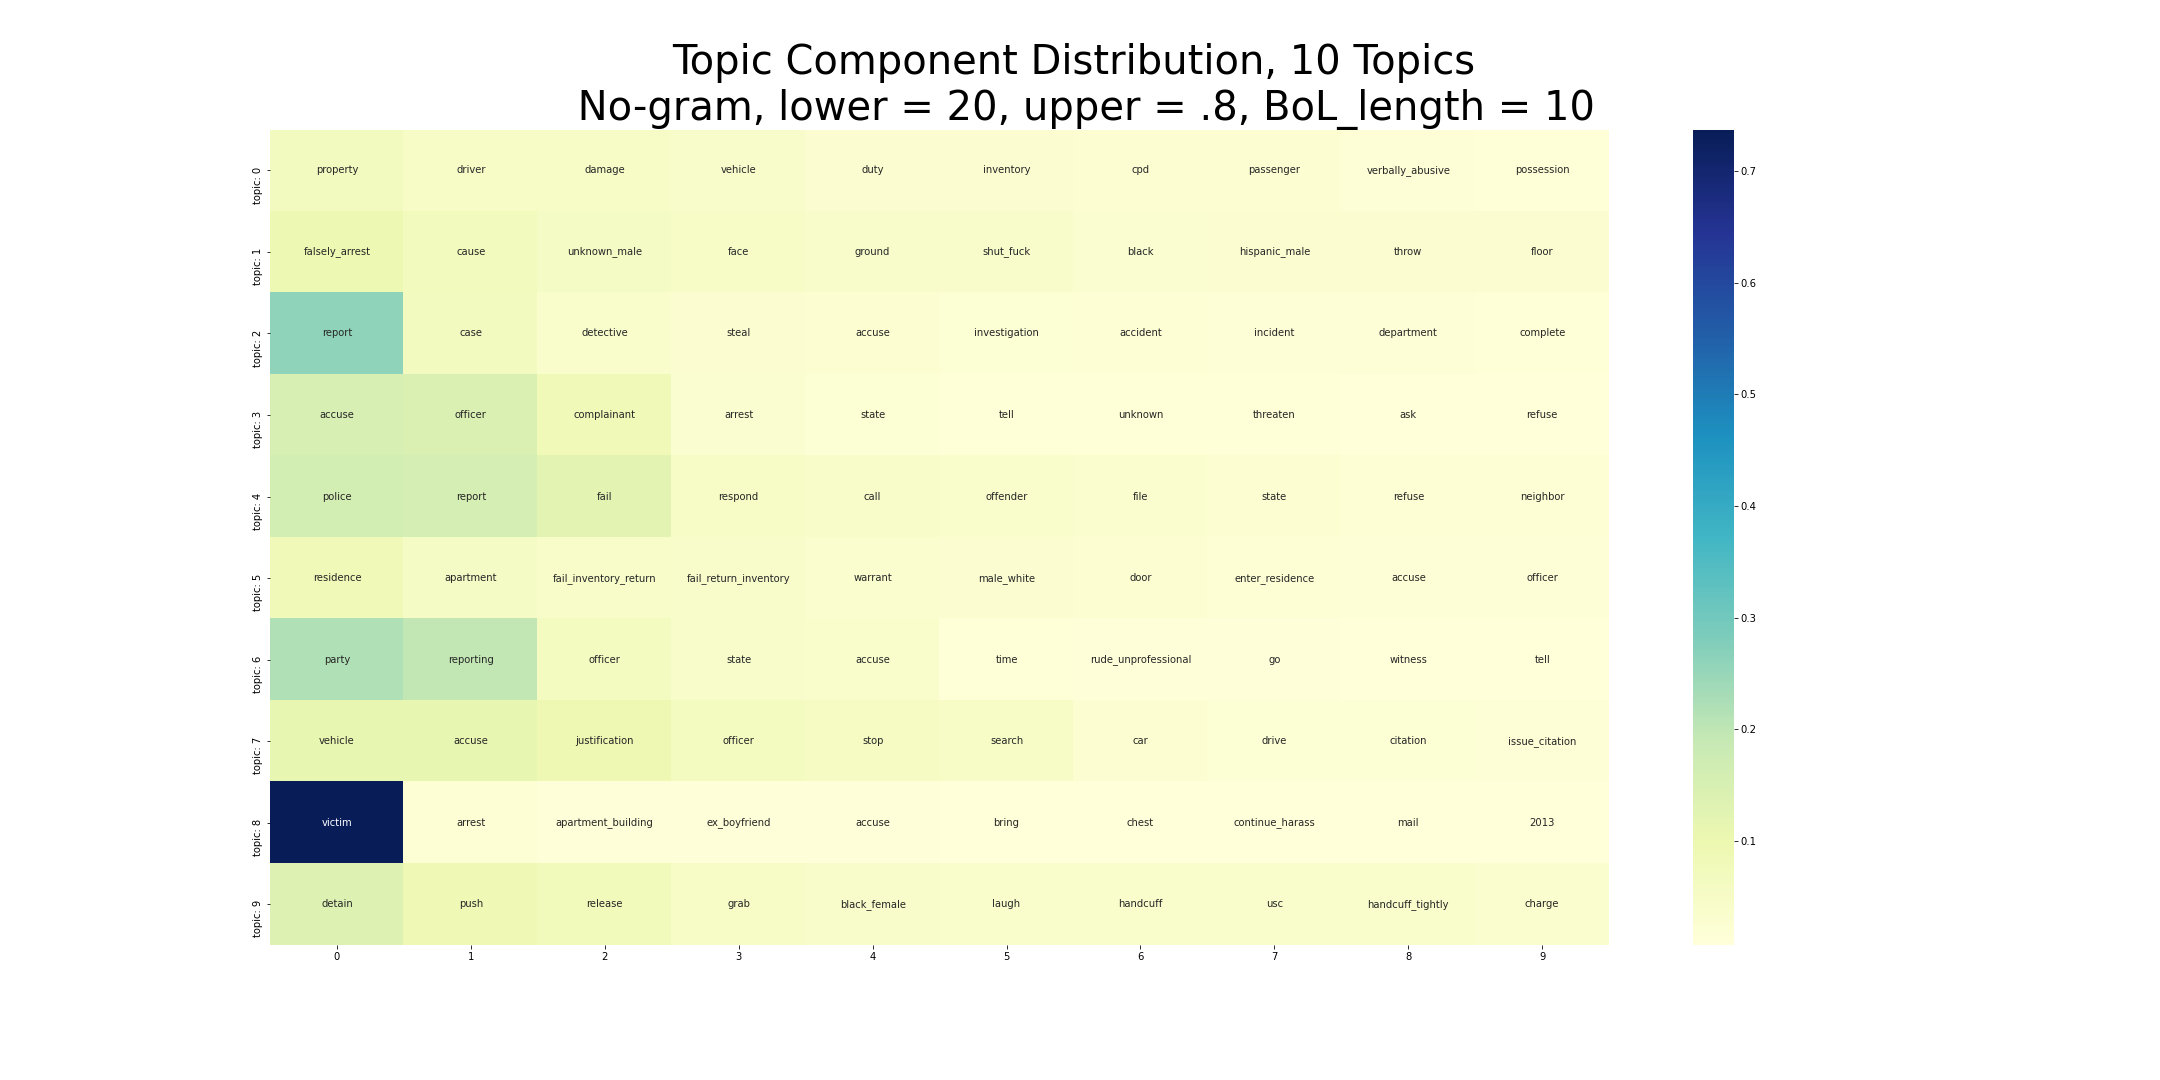 Topic Component Distribution, 10 Topics
No-gram, lower = 20, upper = .8, BoL_length = 10
topic: 0 property driver damage vehicle duty inventory cpd passenger verbally_abusive possession
topic: 1 falsely_arrest cause unknown_male face ground shut_fuck black hispanic_male throw floor
topic: 2 report case detective steal accuse investigation accident incident department complete
topic: 3 accuse officer complainant arrest state tell unknown threaten ask refuse
topic: 4 police report fail respond call offender file state refuse neighbor
topic: 5 residence apartment fail_inventory_return fail_return_inventory warrant male_white door enter_residence accuse officer
topic: 6 party reporting officer state accuse time rude_unprofessional go witness tell
topic: 7 vehicle accuse justification officer stop search car drive citation issue_citation
topic: 8 victim arrest apartment_building ex_boyfriend accuse bring chest continue_harass mail 2013
topic: 9 detain push release grab black_female laugh handcuff usc handcuff_tightly charge
0 1 2 3 4 5 6 7 8 9
0.7
0.6
0.5
0.4
0.3
0.2
0.1